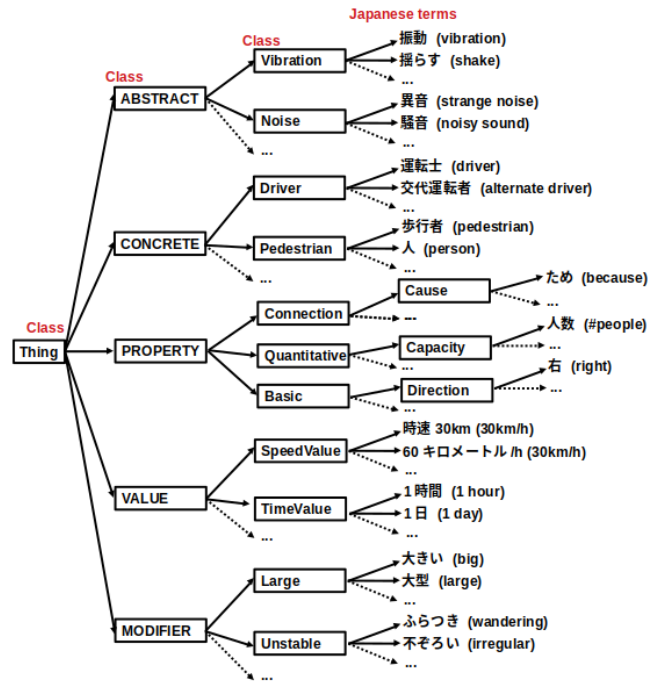 Japanese terms
Class
Class
Class
Thing
ABSTRACT
Vibration
振動 (vibration)
揺らす (shake)
...
Noise
異音 (strange noise)
騒音 (noisy sound)
...
...
CONCRETE
Driver
運転士 (driver)
交代運転者 (alternate driver)
...
Pedestrian
歩行者 (pedestrian)
人 (person)
...
...
PROPERTY
Connection
Cause
ため (because)
...
...
Quantitative
Capacity
人数 (#people)
...
...
Basic
Direction
右 (right)
...
...
VALUE
SpeedValue
時速 30km (30km/h)
60 キロメートル /h (30km/h)
...
TimeValue
1 時間 (1 hour)
1 日 (1 day)
...
...
MODIFIER
Large
大きい (big)
大型 (large)
...
Unstable
ふらつき (wandering)
不ぞろい (irregular)
...
...